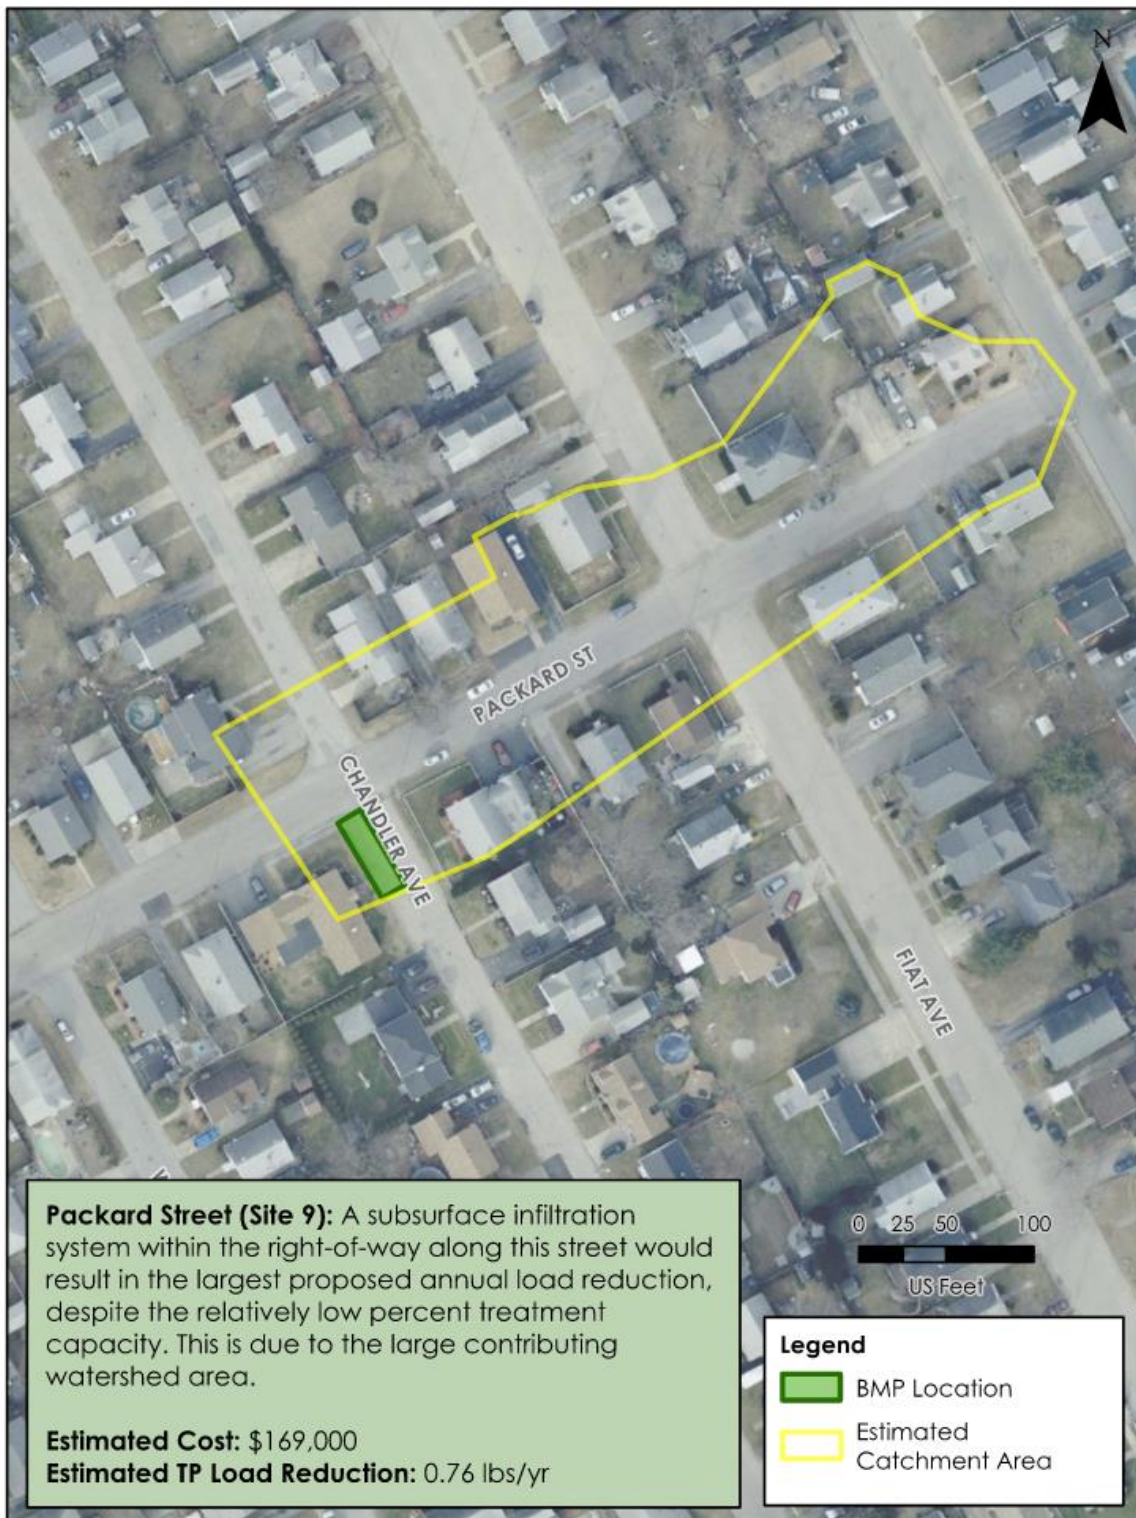 N
PACKARD ST
CHANDLER AVE
FIAT AVE
Packard Street (Site 9): A subsurface infiltration
system within the right-of-way along this street would
result in the largest proposed annual load reduction,
despite the relatively low percent treatment
capacity. This is due to the large contributing
watershed area.
Estimated Cost: $169,000
Estimated TP Load Reduction: 0.76 lbs/yr
0 25 50 100
US Feet
Legend
BMP Location
Estimated
Catchment Area